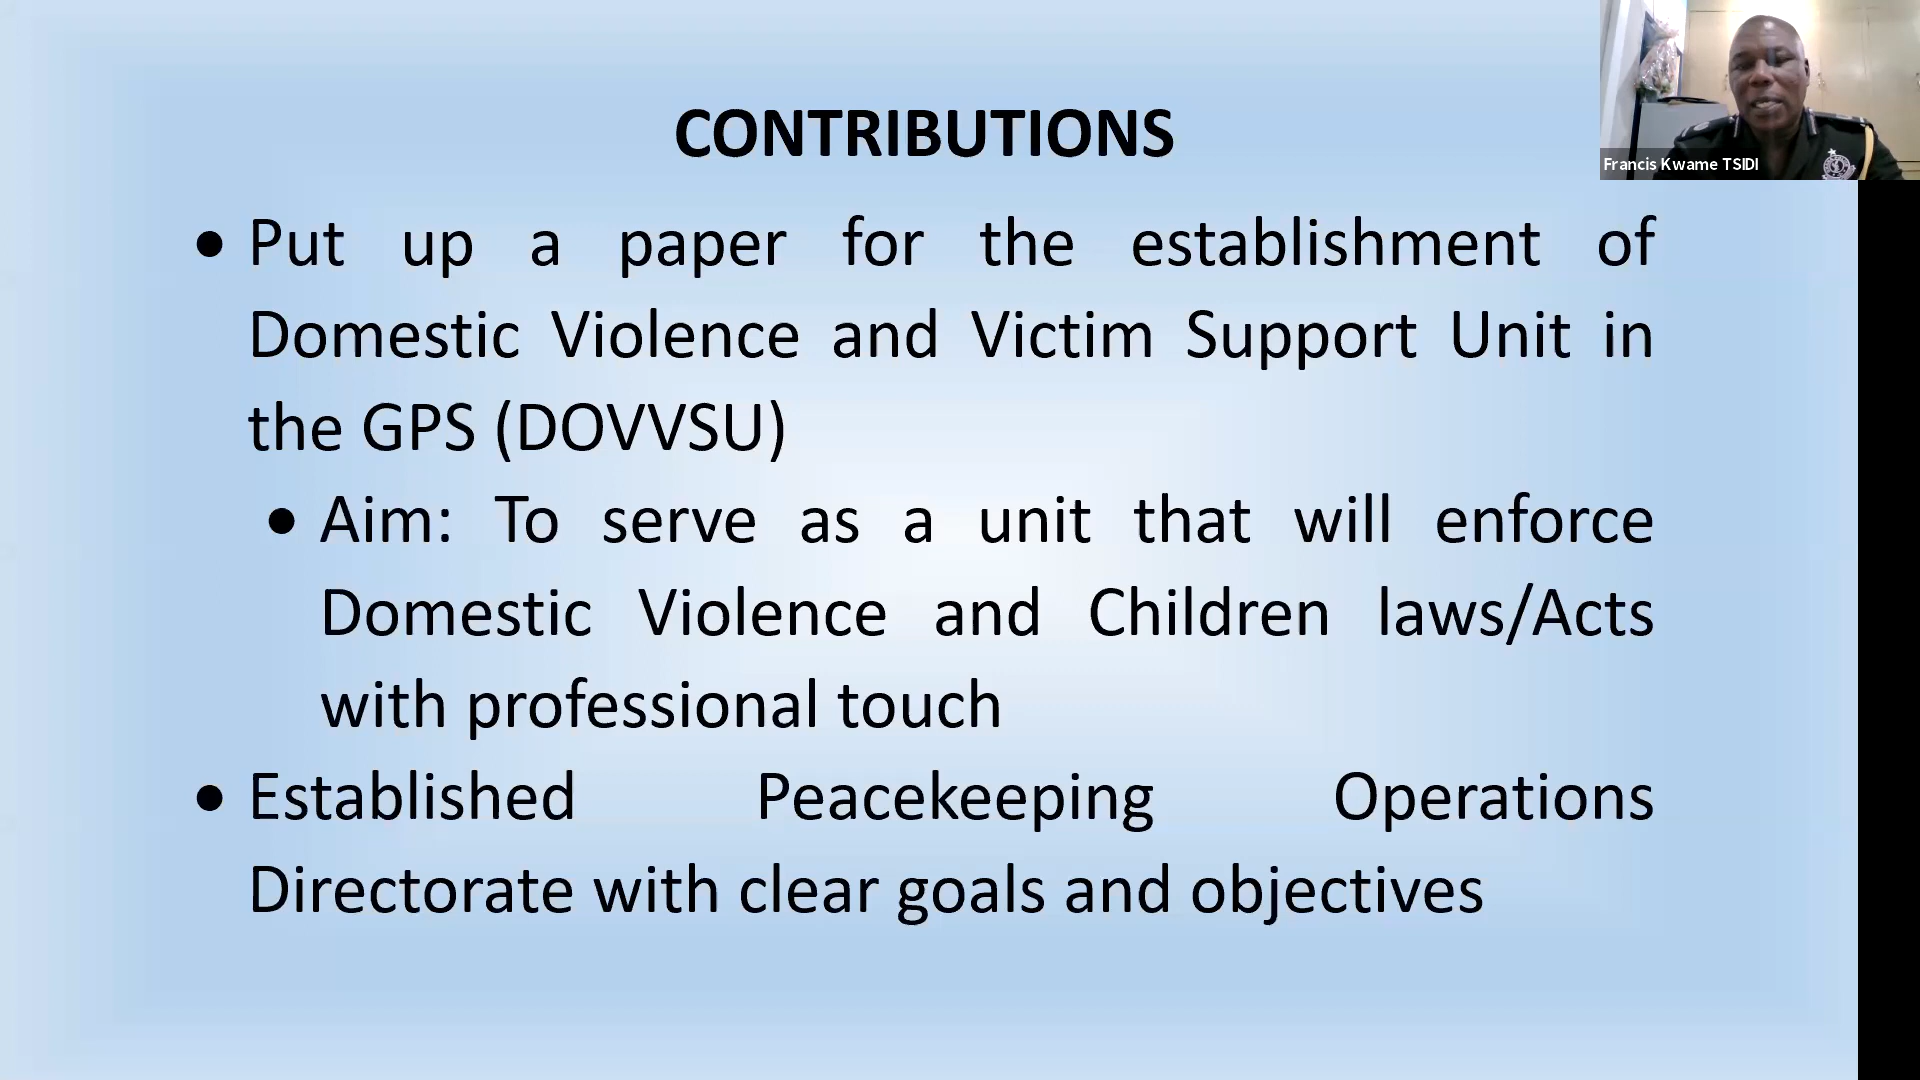 CONTRIBUTIONS
Francis Kwame TSIDI
• Put up a paper for the establishment of
Domestic Violence and Victim Support Unit in
the GPS (DOVVSU)
• Aim: To serve as a unit that will enforce
Domestic Violence and Children laws/Acts
with professional touch
• Established Peacekeeping Operations
Directorate with clear goals and objectives